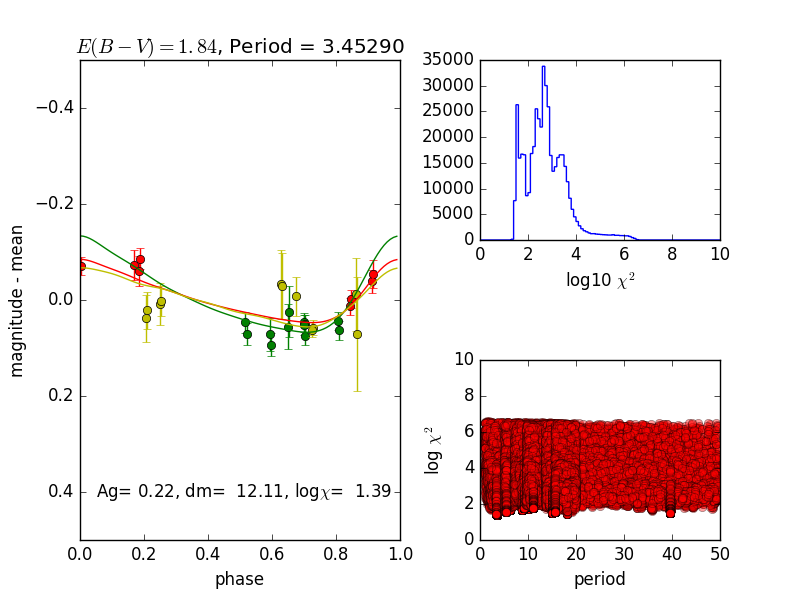 E(B − V) = 1.84, Period = 3.45290
magnitude - mean
−0.4
−0.2
0.0
0.2
0.4
Ag= 0.22, dm= 12.11, logχ= 1.39
0.0 0.2 0.4 0.6 0.8 1.0
phase
35000
30000
25000
20000
15000
10000
5000
0
0 2 4 6 8 10
log10 χ²
log χ²
10
8
6
4
2
0
0 10 20 30 40 50
period